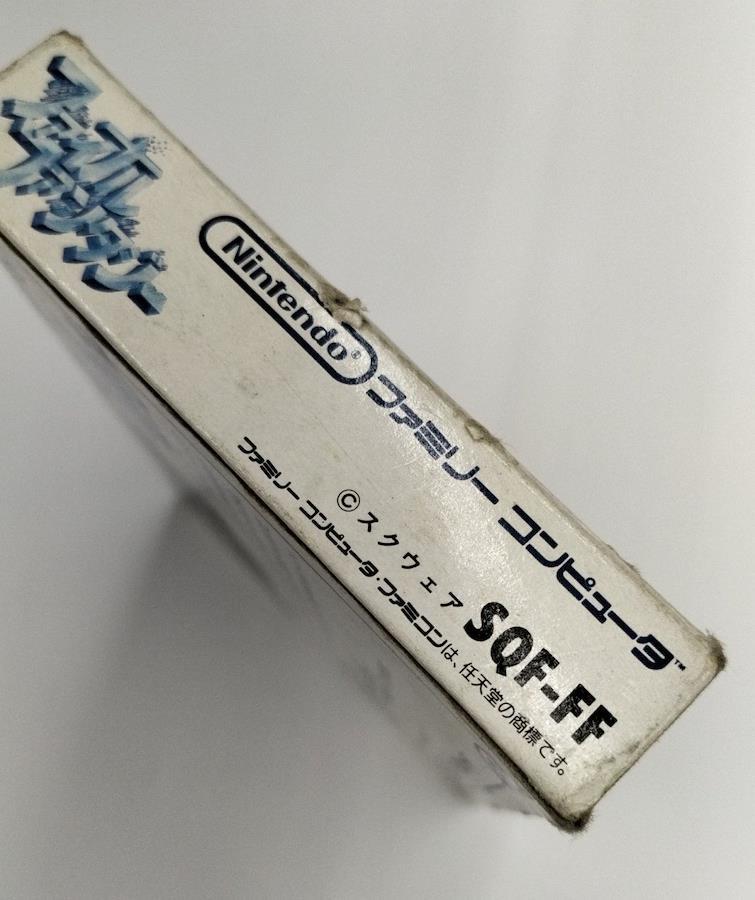 ファイナル
ファンタジー
Nintendo®
ファミリー コンピュータ™
©スクウェア SQF-FF
ファミリー コンピュータ・ファミコンは、任天堂の商標です。